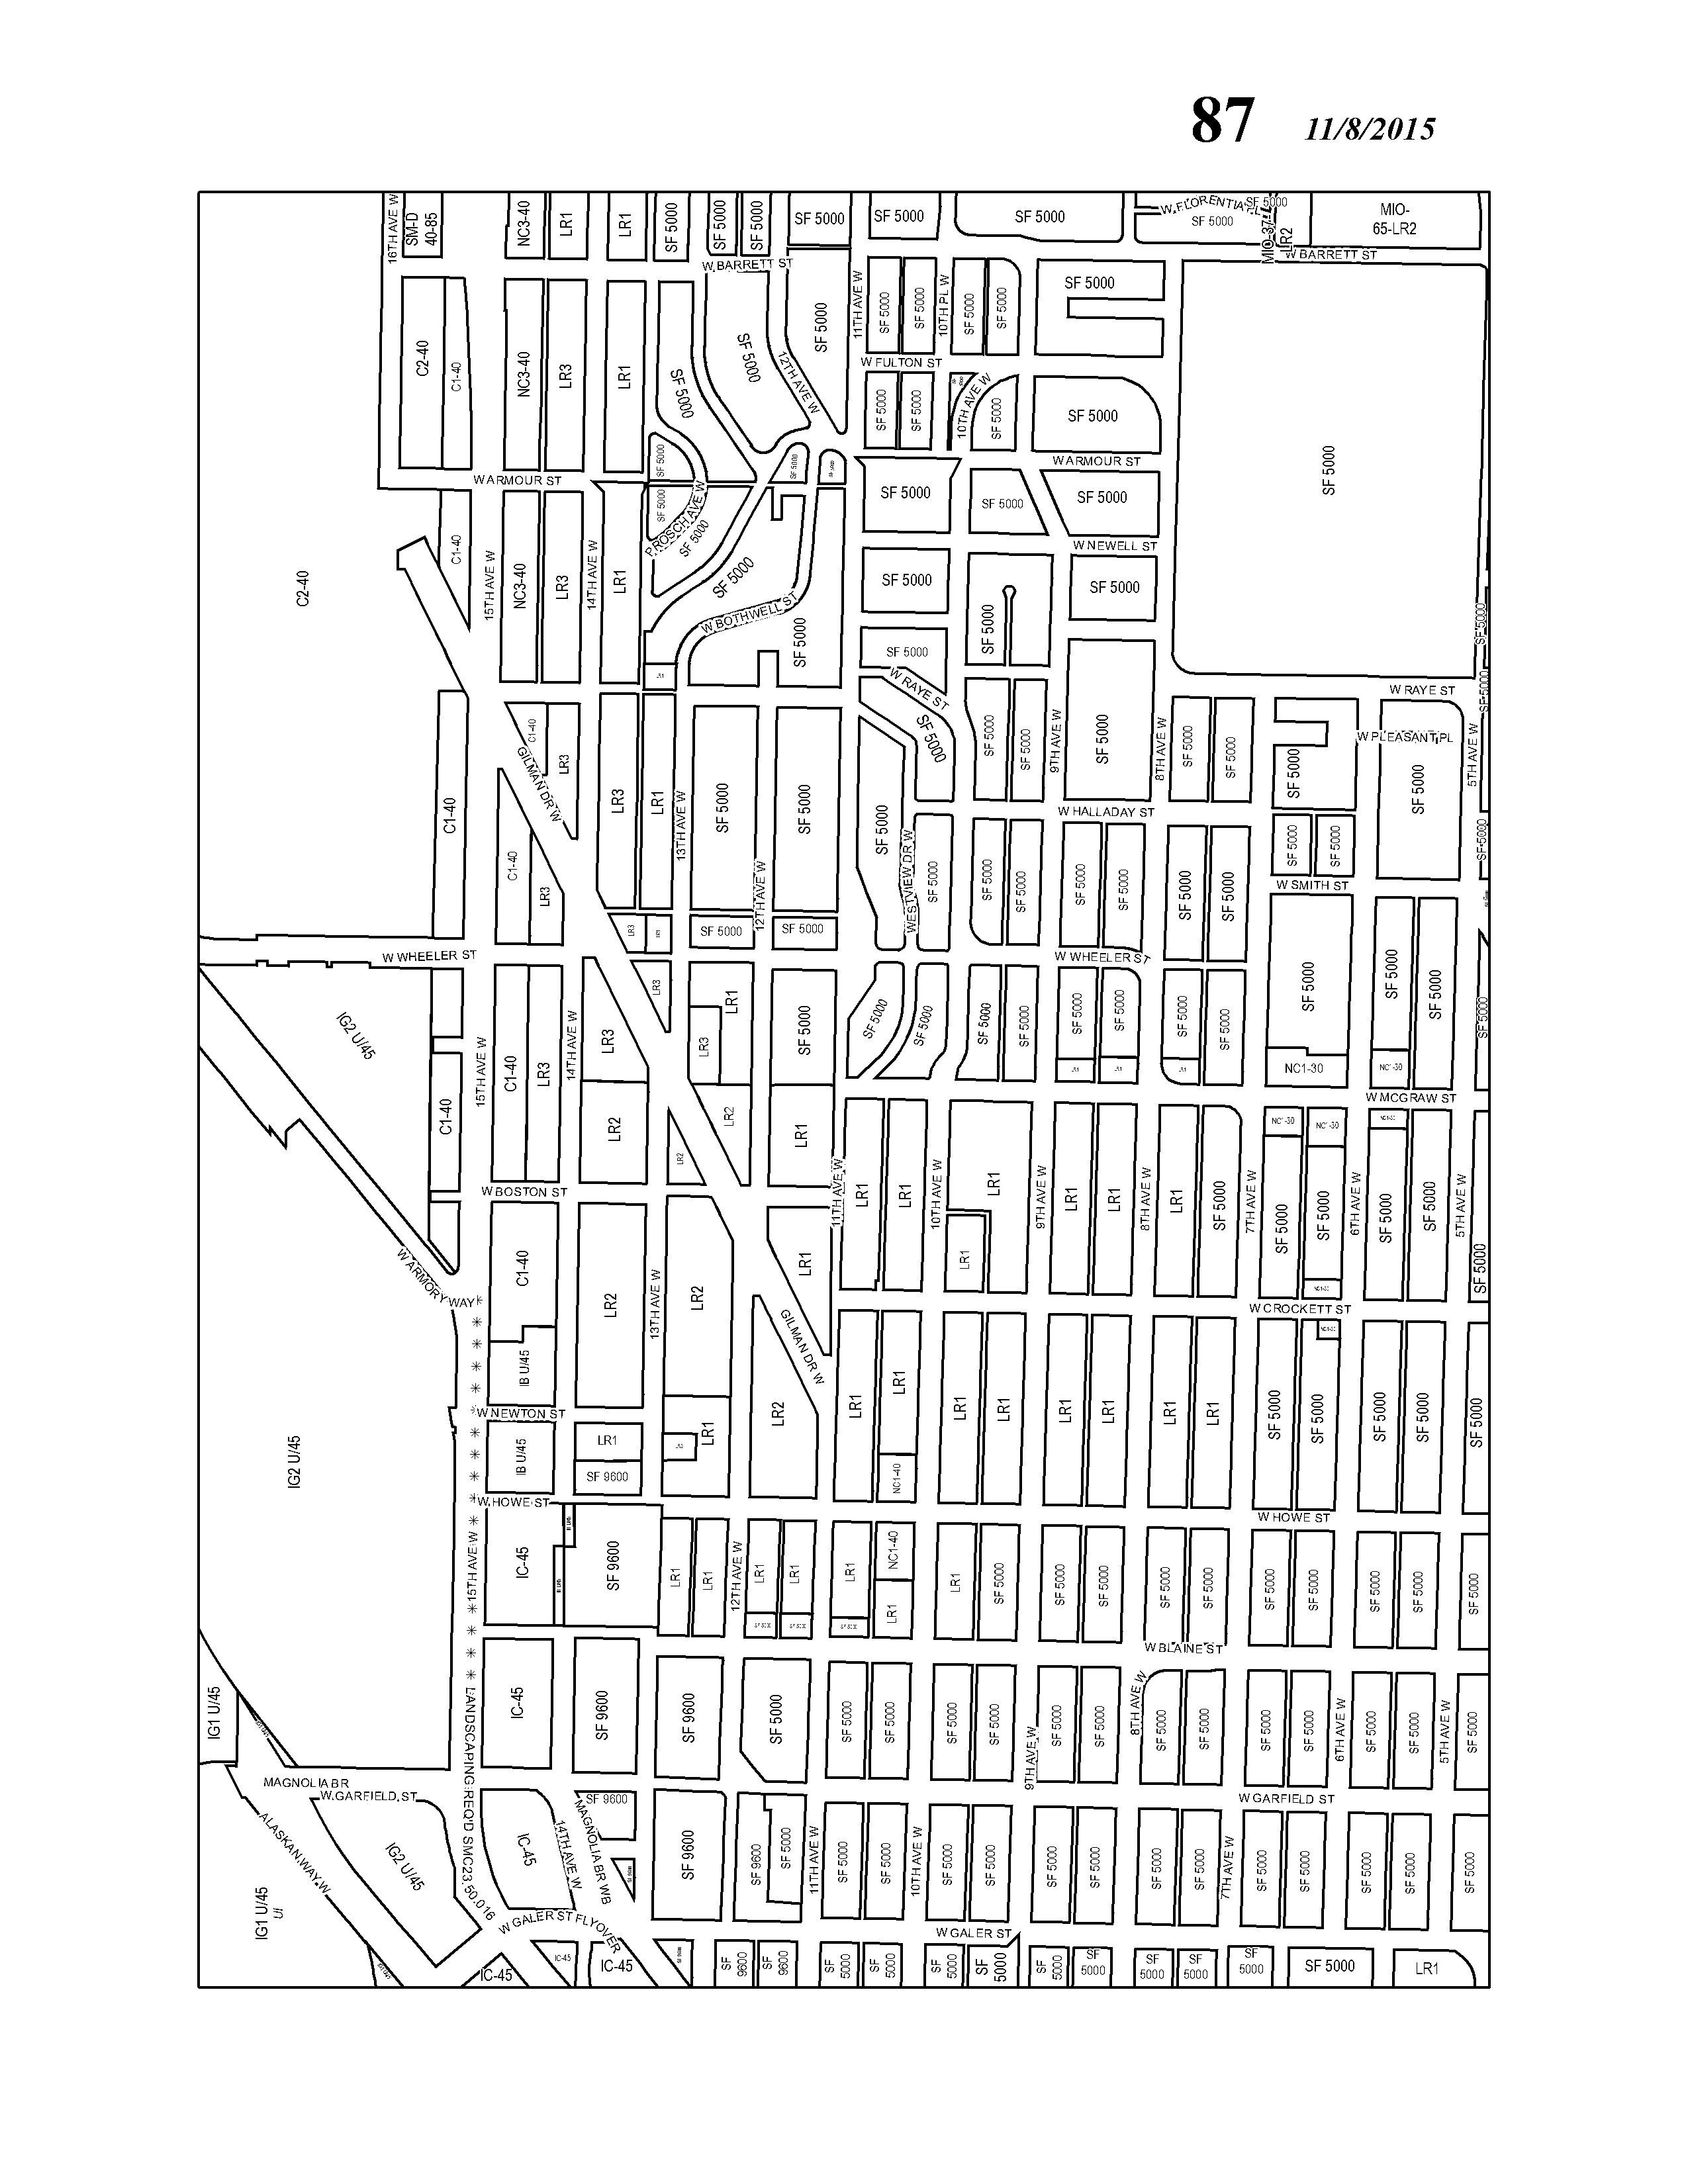 87 11/8/2015
16TH AVE W
SM-D
40-85
NC3-40
LR1
LR1
SF 5000
SF 5000
SF 5000
SF 5000
SF 5000
SF 5000
W FLORENTIA PL
SF 5000
SF 5000
MIO-37-
LR2
MIO-
65-LR2
W BARRETT ST
W BARRETT ST
C2-40
C1-40
NC3-40
LR3
LR1
SF 5000
SF 5000
12TH AVE W
SF 5000
11TH AVE W
SF 5000
SF 5000
10TH PL W
SF 5000
SF 5000
SF 5000
W FULTON ST
SF 5000
SF 5000
10TH AVE W
SF 5000
SF 5000
SF 5000
W ARMOUR ST
W ARMOUR ST
SF 5000
SF 5000
SF 5000
SF 5000
SF 5000
SF 5000
C2-40
C1-40
15TH AVE W
NC3-40
LR3
14TH AVE W
LR1
SF 5000
PROSCH AVE W
SF 5000
SF 5000
W BOTHWELL ST
SF 5000
W NEWELL ST
SF 5000
SF 5000
SF 5000
SF 5000
SF 5000
W RAYE ST
W RAYE ST
SF 5000
C1-40
C1-40
GILMAN DR W
LR3
LR3
LR1
13TH AVE W
SF 5000
SF 5000
SF 5000
SF 5000
SF 5000
SF 5000
9TH AVE W
SF 5000
8TH AVE W
SF 5000
SF 5000
SF 5000
W PLEASANT PL
SF 5000
5TH AVE W
W HALLADAY ST
C1-40
LR3
12TH AVE W
WESTVIEW DR W
SF 5000
SF 5000
SF 5000
SF 5000
SF 5000
SF 5000
SF 5000
SF 5000
SF 5000
SF 5000
W SMITH ST
LR3
SF 5000
SF 5000
W WHEELER ST
W WHEELER ST
IG2 U/45
C1-40
15TH AVE W
C1-40
LR3
14TH AVE W
LR3
LR3
LR3
LR1
SF 5000
SF 5000
SF 5000
SF 5000
SF 5000
SF 5000
SF 5000
SF 5000
SF 5000
SF 5000
SF 5000
SF 5000
SF 5000
NC1-30
NC1-30
W MCGRAW ST
LR2
LR2
LR2
LR1
11TH AVE W
LR1
LR1
10TH AVE W
LR1
LR1
9TH AVE W
LR1
LR1
8TH AVE W
LR1
SF 5000
7TH AVE W
NC1-30
NC1-30
NC1-30
SF 5000
SF 5000
6TH AVE W
SF 5000
SF 5000
5TH AVE W
SF 5000
W BOSTON ST
W ARMORY WAY
C1-40
LR2
13TH AVE W
LR2
LR1
GILMAN DR W
NC1-30
W CROCKETT ST
IB U/45
LR2
LR1
LR1
LR1
LR1
LR1
LR1
LR1
LR1
NC1-30
SF 5000
SF 5000
SF 5000
SF 5000
SF 5000
IG2 U/45
W NEWTON ST
IB U/45
LR1
SF 9600
LR1
NC1-40
W HOWE ST
W HOWE ST
15TH AVE W
IC-45
SF 9600
LR1
LR1
12TH AVE W
LR1
LR1
LR1
NC1-40
LR1
LR1
SF 5000
SF 5000
SF 5000
SF 5000
SF 5000
SF 5000
SF 5000
SF 5000
SF 5000
SF 5000
SF 5000
SF 5000
SF 5000
W BLAINE ST
IG1 U/45
IC-45
SF 9600
SF 9600
SF 5000
SF 5000
SF 5000
SF 5000
SF 5000
9TH AVE W
SF 5000
SF 5000
8TH AVE W
SF 5000
SF 5000
SF 5000
SF 5000
6TH AVE W
SF 5000
SF 5000
5TH AVE W
SF 5000
LANDSCAPING REQ'D SMC23.50.016
MAGNOLIA BR
W GARFIELD ST
W GARFIELD ST
ALASKAN WAY W
IG2 U/45
IC-45
14TH AVE W
SF 9600
MAGNOLIA BR WB
SF 9600
SF 9600
SF 5000
11TH AVE W
SF 5000
SF 5000
10TH AVE W
SF 5000
SF 5000
SF 5000
SF 5000
SF 5000
SF 5000
7TH AVE W
SF 5000
SF 5000
SF 5000
SF 5000
SF 5000
IG1 U/45
U/
W GALER ST FLYOVER
W GALER ST
IC-45
IC-45
IC-45
SF
9600
SF
9600
SF
5000
SF
5000
SF
5000
SF
5000
SF
5000
SF
5000
SF
5000
SF
5000
SF
5000
SF 5000
LR1